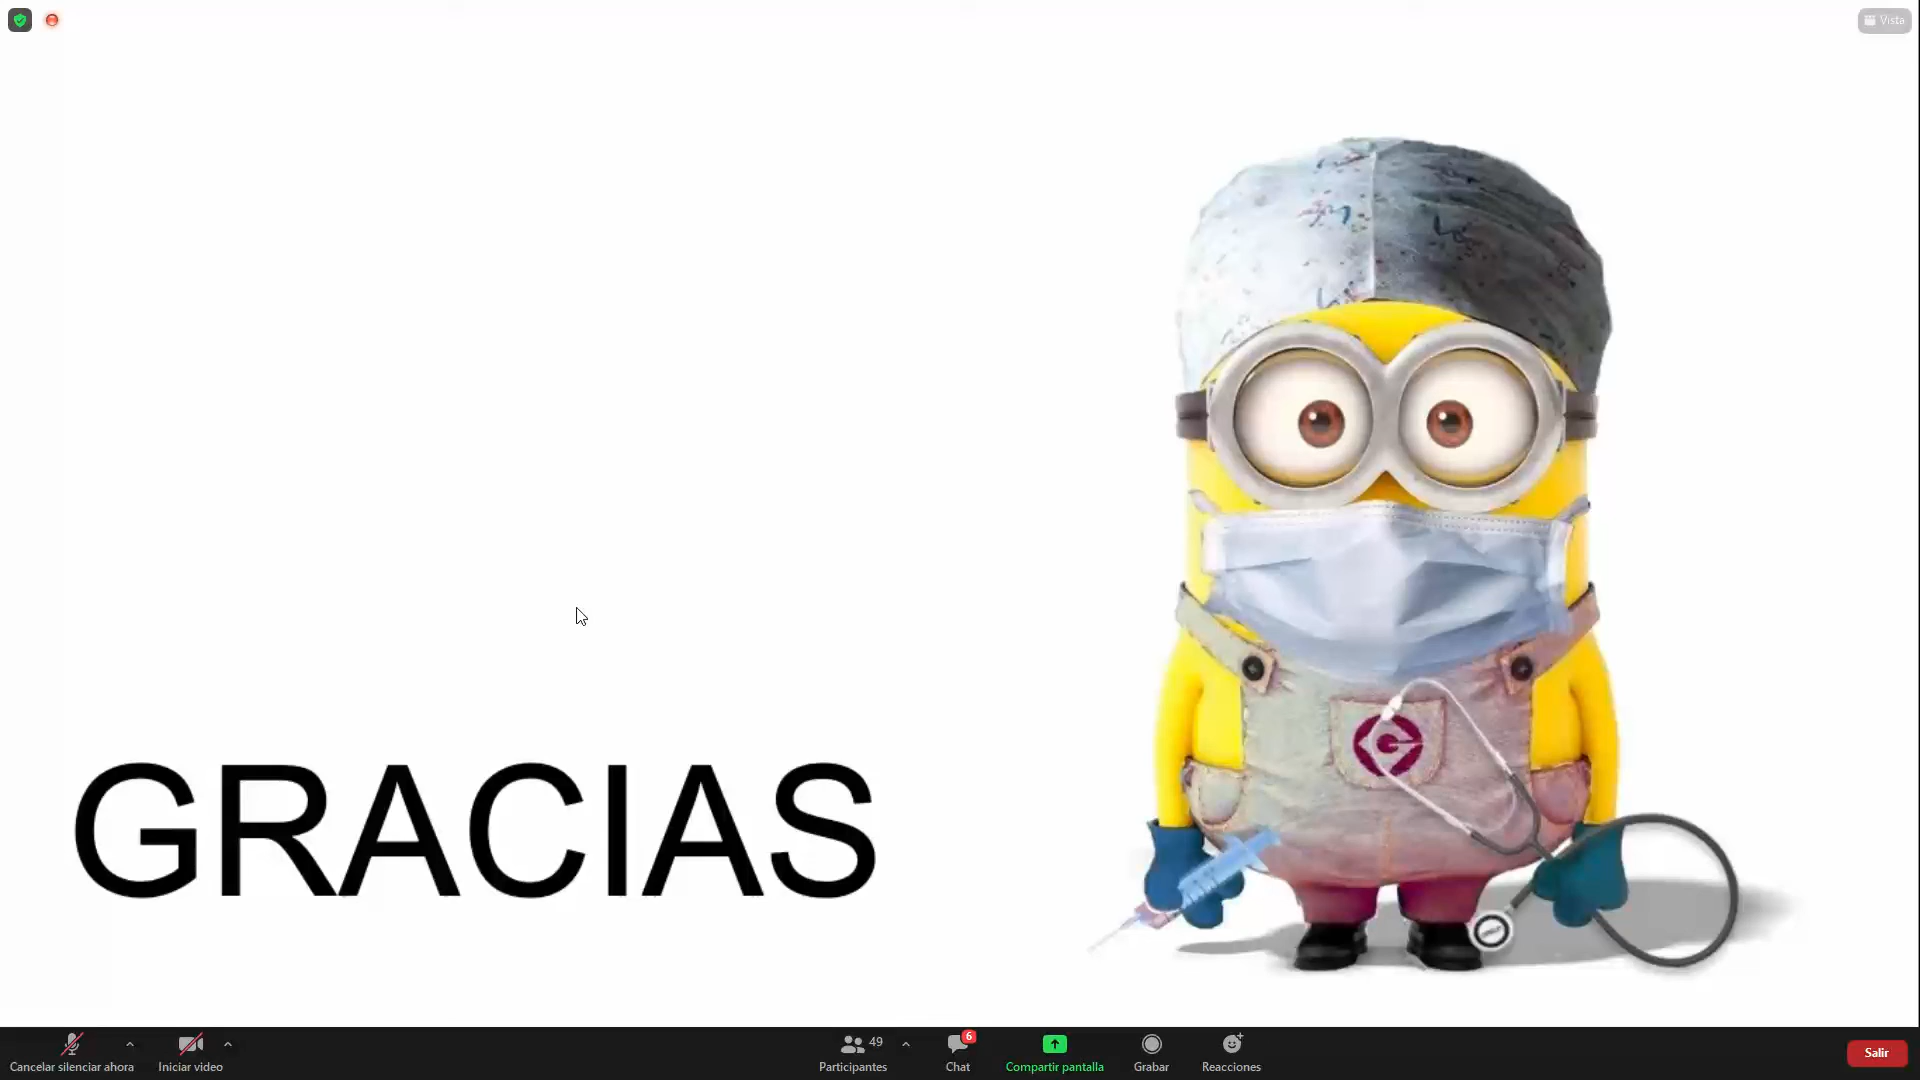 Vista
GRACIAS
Cancelar silenciar ahora
Iniciar video
49
Participantes
6
Chat
Compartir pantalla
Grabar
Reacciones
Salir